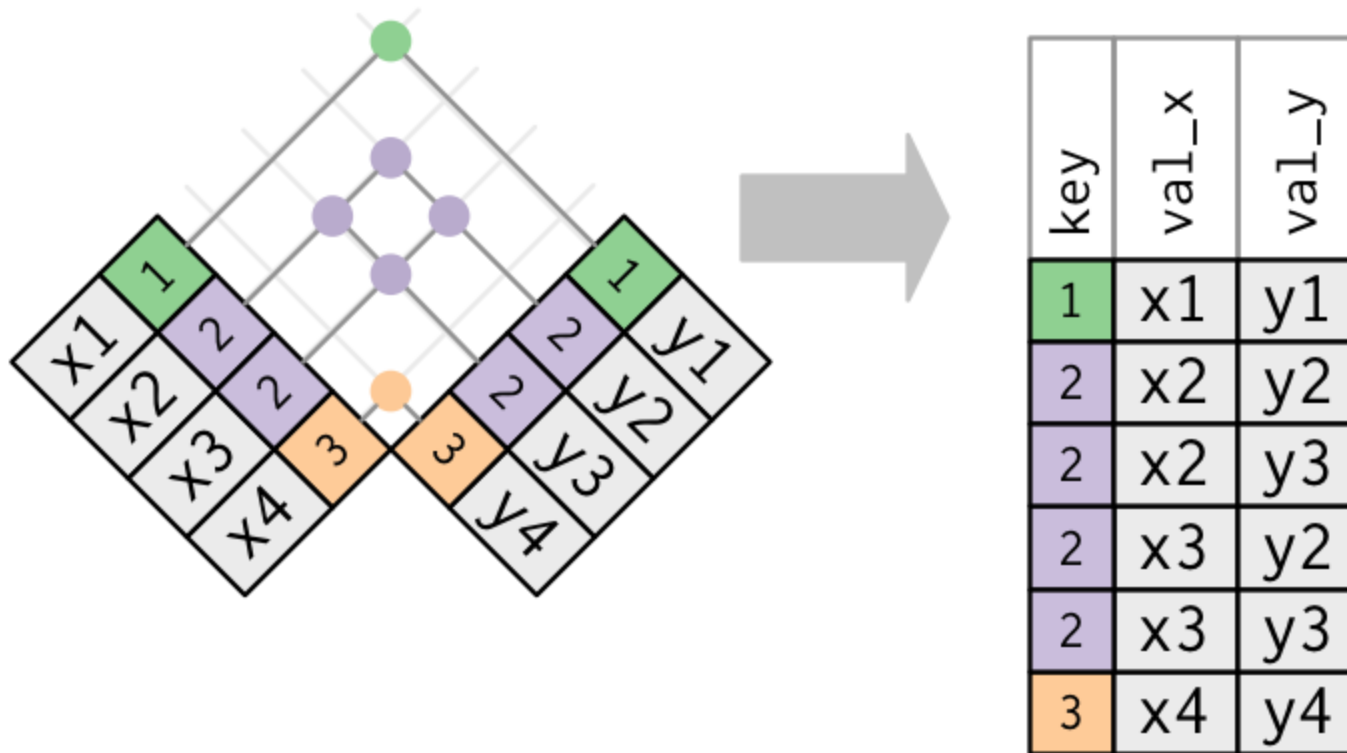 1 x1
2 x2
2 x3
3 x4
1 y1
2 y2
2 y3
3 y4
key val_x val_y
1 x1 y1
2 x2 y2
2 x2 y3
2 x3 y2
2 x3 y3
3 x4 y4